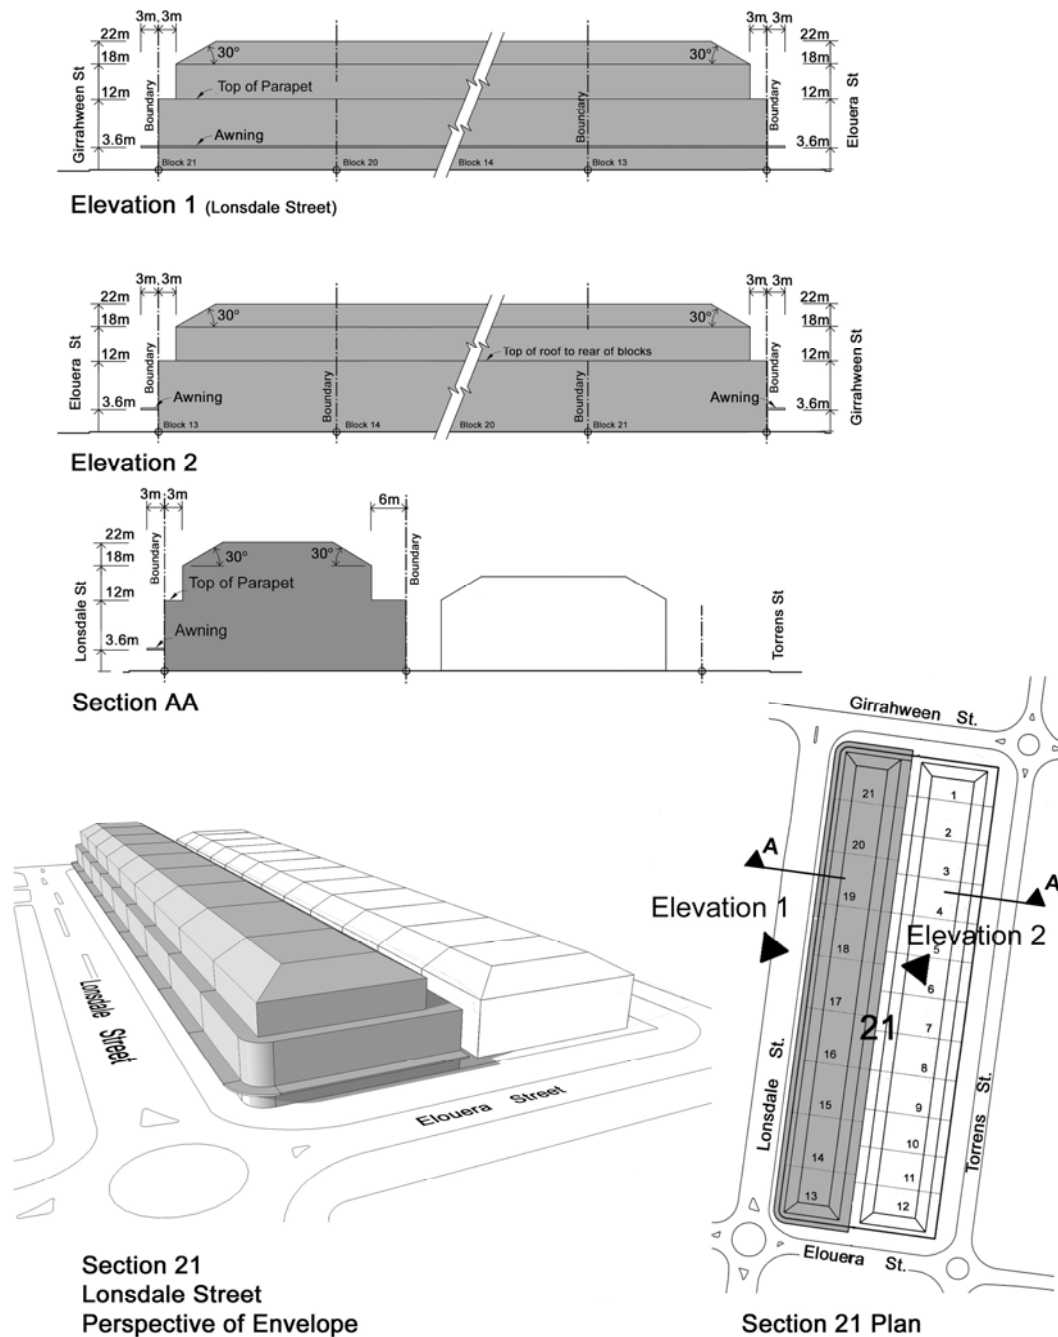 3m 3m
3m 3m
22m
18m
12m
3.6m
Girrahween St
Boundary
30°
Top of Parapet
Awning
Block 21
Block 20
Block 14
Boundary
Block 13
30°
Boundary
22m
18m
12m
3.6m
Elouera St
Elevation 1 (Lonsdale Street)
3m 3m
3m 3m
22m
18m
12m
3.6m
Elouera St
Boundary
30°
Awning
Block 13
Boundary
Block 14
Top of roof to rear of blocks
Block 20
Boundary
Block 21
30°
Awning
Boundary
22m
18m
12m
3.6m
Girrahween St
Elevation 2
3m 3m
6m
22m
18m
12m
3.6m
Lonsdale St
Boundary
30°
30°
Top of Parapet
Awning
Boundary
Torrens St
Section AA
Girrahween St.
21
1
20
2
A
19
3
A
Elevation 1
4
18
5
Elevation 2
17
6
21
7
16
8
15
9
14
10
13
11
12
Lonsdale St.
Torrens St.
Elouera St.
Lonsdale Street
Elouera Street
Section 21
Lonsdale Street
Perspective of Envelope
Section 21 Plan